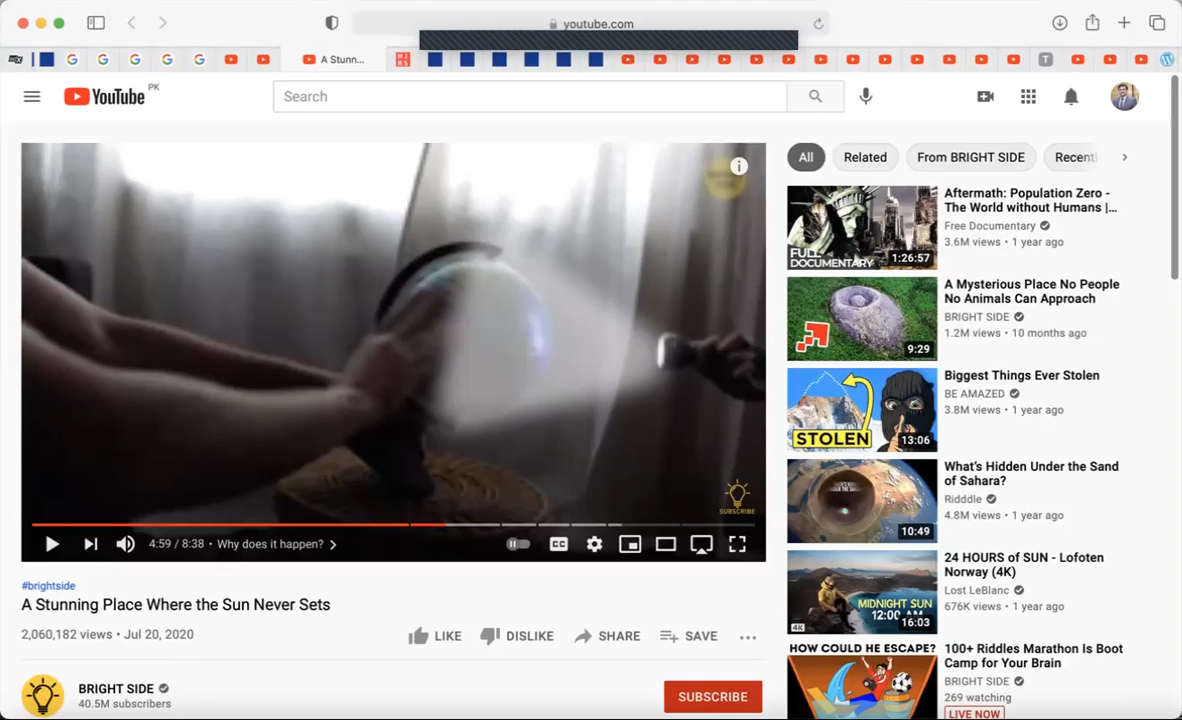 youtube.com
A Stunn...
T
YouTube PK
Search
SUBSCRIBE
4:59 / 8:38 • Why does it happen?
CC
#brightside
A Stunning Place Where the Sun Never Sets
2,060,182 views • Jul 20, 2020
LIKE DISLIKE SHARE SAVE
BRIGHT SIDE
40.5M subscribers
SUBSCRIBE
All Related From BRIGHT SIDE Recent
FULL DOCUMENTARY
1:26:57
Aftermath: Population Zero -
The World without Humans |...
Free Documentary
3.6M views • 1 year ago
9:29
A Mysterious Place No People
No Animals Can Approach
BRIGHT SIDE
1.2M views • 10 months ago
STOLEN
13:06
Biggest Things Ever Stolen
BE AMAZED
3.8M views • 1 year ago
10:49
What's Hidden Under the Sand
of Sahara?
Ridddle
4.8M views • 1 year ago
MIDNIGHT SUN
12:00 AM
4K
16:03
24 HOURS of SUN - Lofoten
Norway (4K)
Lost LeBlanc
676K views • 1 year ago
HOW COULD HE ESCAPE?
100+ Riddles Marathon Is Boot
Camp for Your Brain
BRIGHT SIDE
269 watching
LIVE NOW